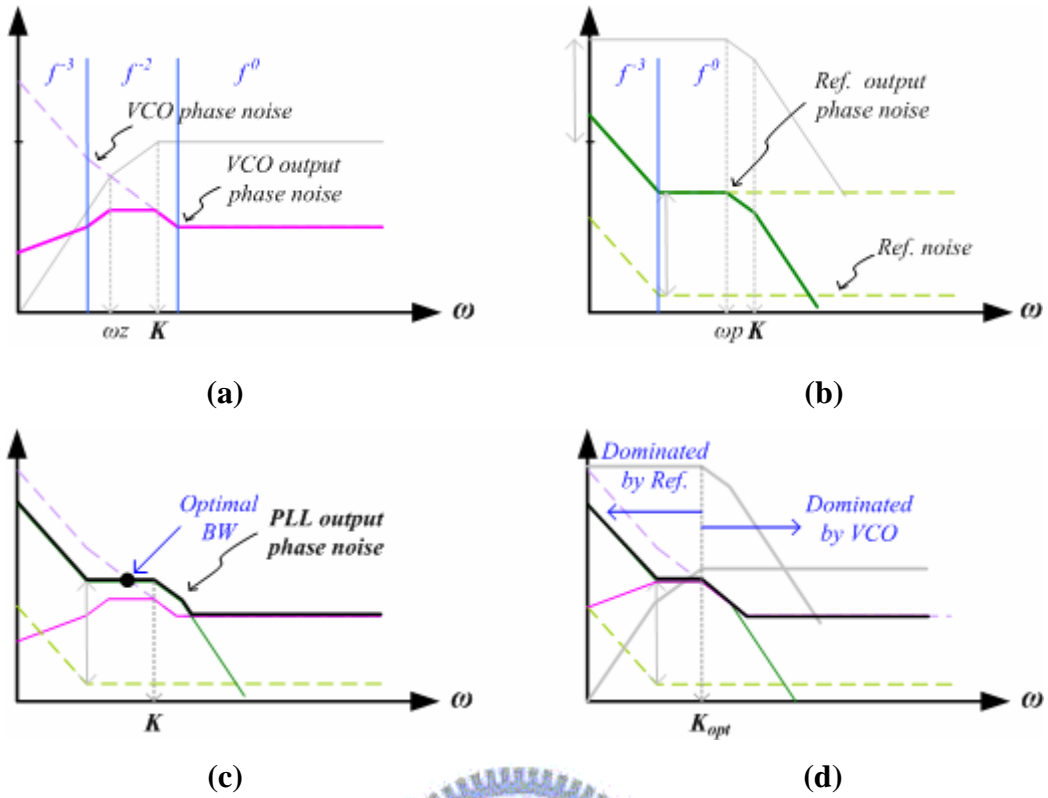 f⁻³
f⁻²
f⁰
VCO phase noise
VCO output
phase noise
ωz
K
ω
(a)
f⁻³
f⁰
Ref. output
phase noise
Ref. noise
ωp
K
ω
(b)
Optimal
BW
PLL output
phase noise
K
ω
(c)
Dominated
by Ref.
Dominated
by VCO
Kopt
ω
(d)